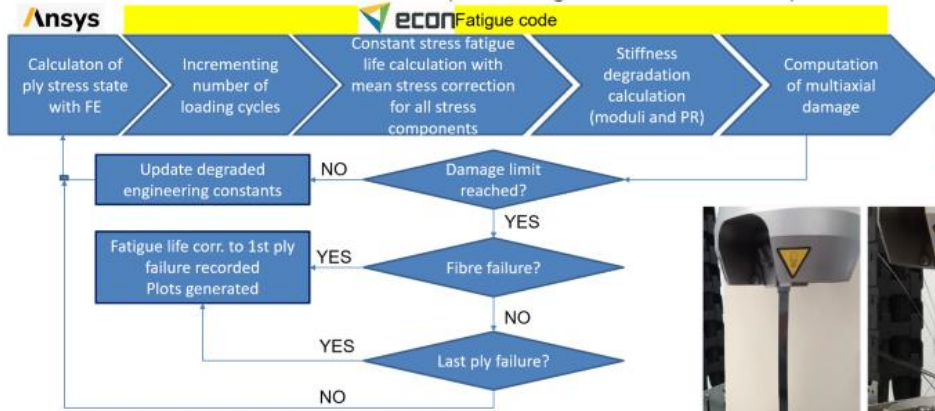 Ansys
econ Fatigue code
Calculaton of
ply stress state
with FE
Incrementing
number of
loading cycles
Constant stress fatigue
life calculation with
mean stress correction
for all stress
components
Stiffness
degradation
calculation
(moduli and PR)
Computation
of multiaxial
damage
Update degraded
engineering constants
NO
Damage limit
reached?
YES
Fatigue life corr. to 1st ply
failure recorded
Plots generated
YES
Fibre failure?
NO
YES
Last ply failure?
NO